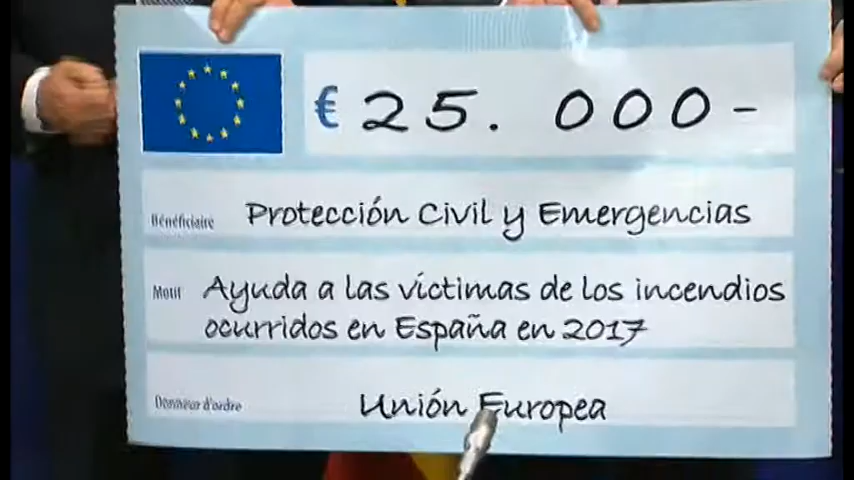 € 25. 000-
Bénéficiaire Protección Civil y Emergencias
Motif Ayuda a las víctimas de los incendios
ocurridos en España en 2017
Donneur d'ordre Unión Europea